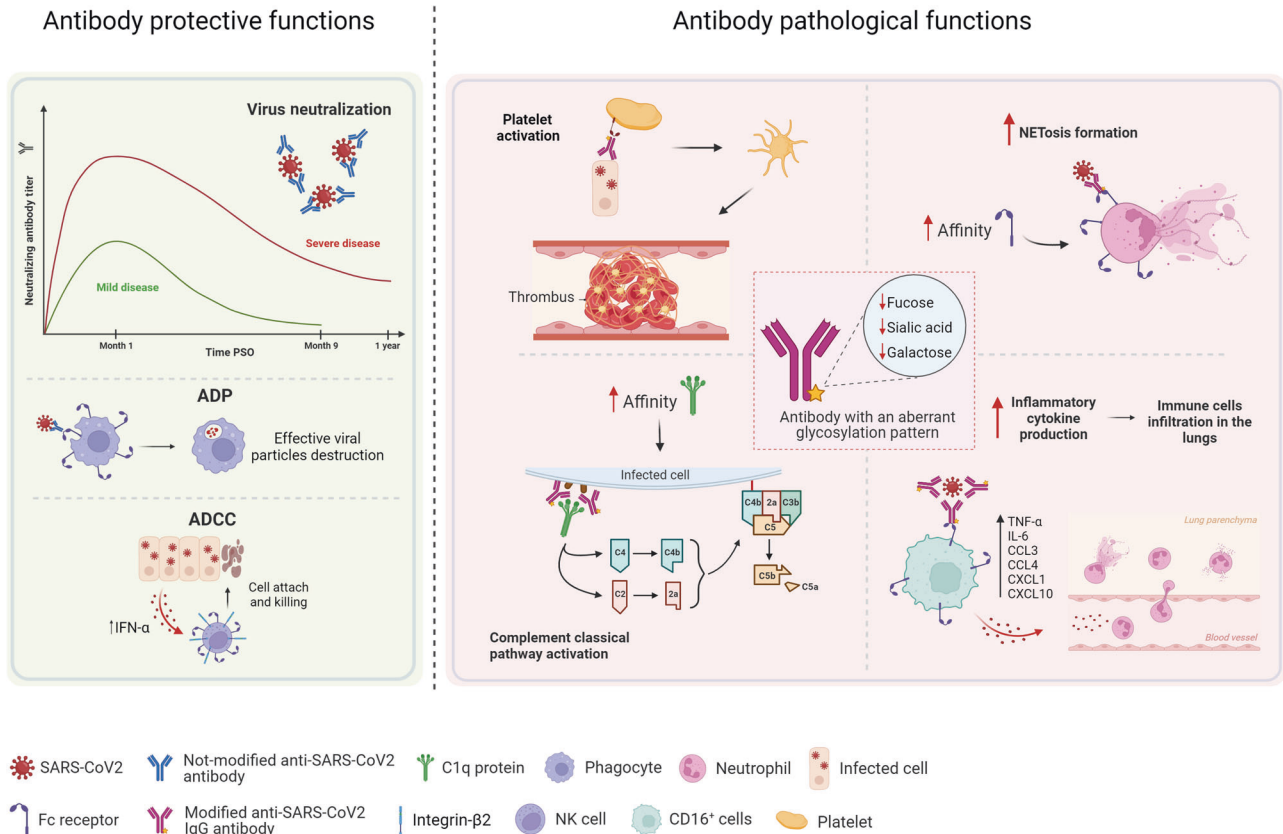 Antibody protective functions
Antibody pathological functions
Virus neutralization
Neutralizing antibody titer
Severe disease
Mild disease
Month 1
Time PSO
Month 9
1 year
ADP
Effective viral
particles destruction
ADCC
Cell attach
and killing
↑IFN-α
Platelet
activation
Thrombus
↑ NETosis formation
↑ Affinity
↓Fucose
↓Sialic acid
↓Galactose
Antibody with an aberrant
glycosylation pattern
↑ Affinity
Infected cell
C4b
2a
C3b
C5
C4
C4b
C2
2a
C5b
C5a
Complement classical
pathway activation
↑ Inflammatory
cytokine
production
Immune cells
infiltration in the
lungs
TNF-α
IL-6
CCL3
CCL4
CXCL1
CXCL10
Lung parenchyma
Blood vessel
SARS-CoV2
Not-modified anti-SARS-CoV2
antibody
C1q protein
Phagocyte
Neutrophil
Infected cell
Fc receptor
Modified anti-SARS-CoV2
IgG antibody
Integrin-β2
NK cell
CD16⁺ cells
Platelet